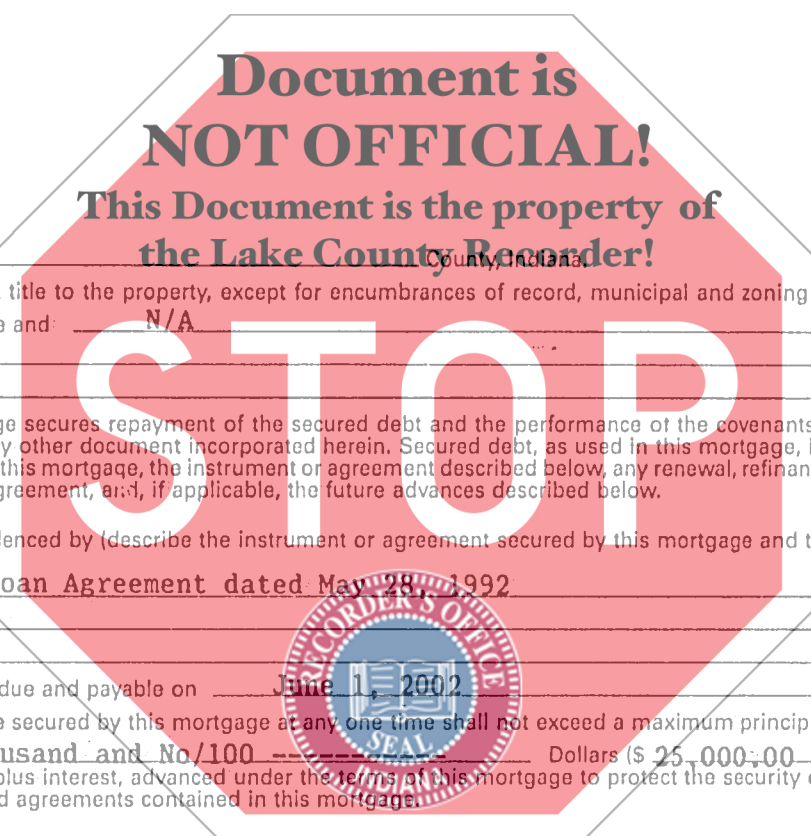 Document is
NOT OFFICIAL!
This Document is the property of
the Lake County Recorder!
County, Indiana,
title to the property, except for encumbrances of record, municipal and zoning
e and N/A
STOP
ge secures repayment of the secured debt and the performance of the covenants
y other document incorporated herein. Secured debt, as used in this mortgage, i
this mortgage, the instrument or agreement described below, any renewal, refinan
greement, and, if applicable, the future advances described below.
enced by (describe the instrument or agreement secured by this mortgage and t
oan Agreement dated May 28, 1992
RECORDER'S OFFICE
due and payable on June 1, 2002
e secured by this mortgage at any one time shall not exceed a maximum princip
SEAL
usand and No/100 ------------ Dollars ($ 25,000.00
INDIANA
plus interest, advanced under the terms of this mortgage to protect the security o
d agreements contained in this mortgage.